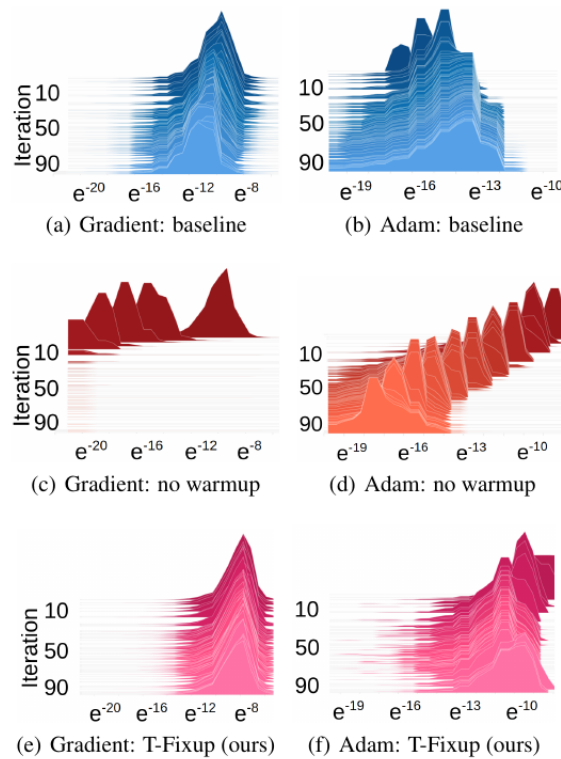 Iteration
10
50
90
e-20 e-16 e-12 e-8
e-19 e-16 e-13 e-10
(a) Gradient: baseline
(b) Adam: baseline
Iteration
10
50
90
10
50
90
e-20 e-16 e-12 e-8
e-19 e-16 e-13 e-10
(c) Gradient: no warmup
(d) Adam: no warmup
Iteration
10
50
90
10
50
90
e-20 e-16 e-12 e-8
e-19 e-16 e-13 e-10
(e) Gradient: T-Fixup (ours)
(f) Adam: T-Fixup (ours)
10
50
90